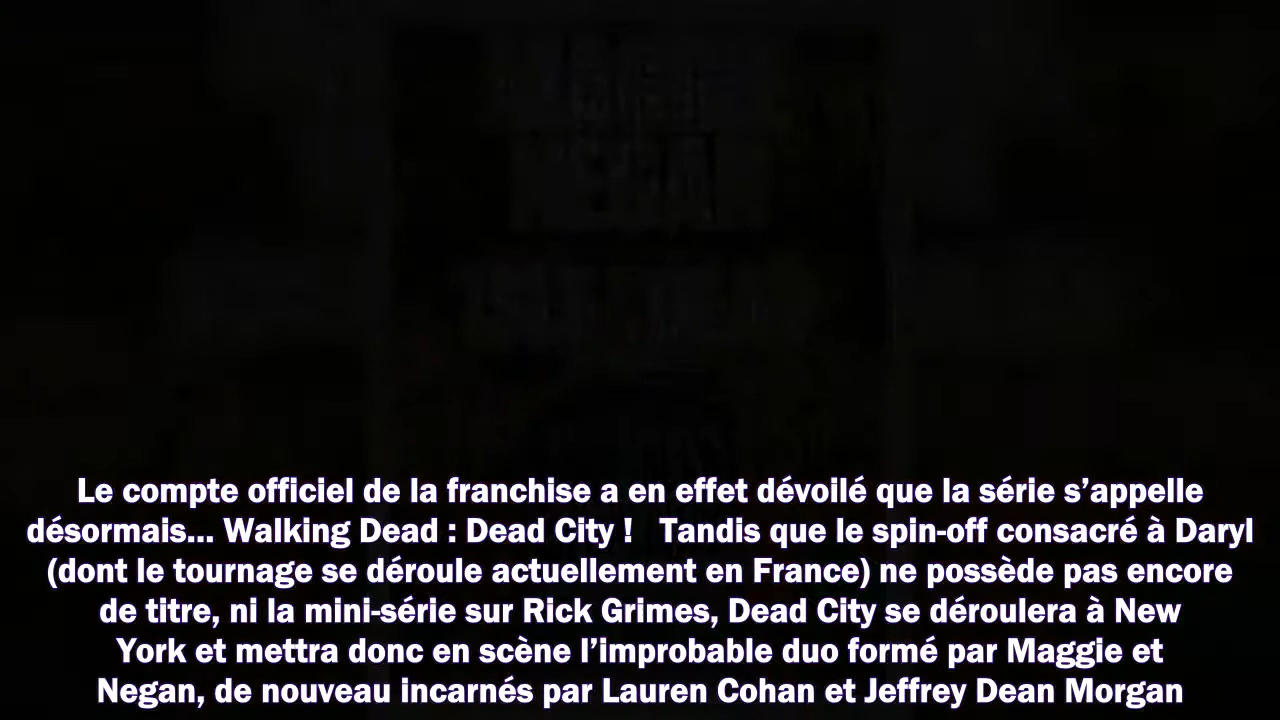 Le compte officiel de la franchise a en effet dévoilé que la série s’appelle
désormais... Walking Dead : Dead City !   Tandis que le spin-off consacré à Daryl
(dont le tournage se déroule actuellement en France) ne possède pas encore
de titre, ni la mini-série sur Rick Grimes, Dead City se déroulera à New
York et mettra donc en scène l’improbable duo formé par Maggie et
Negan, de nouveau incarnés par Lauren Cohan et Jeffrey Dean Morgan